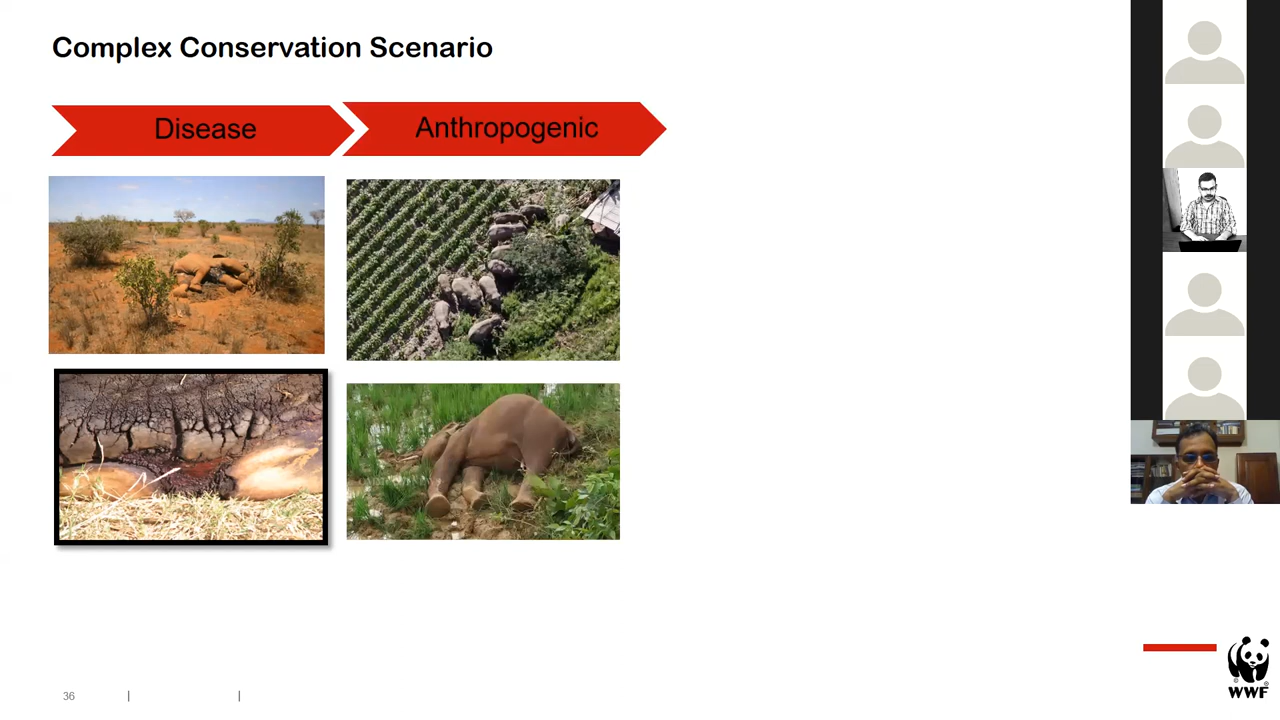 Complex Conservation Scenario
Disease
Anthropogenic
36 | |
WWF